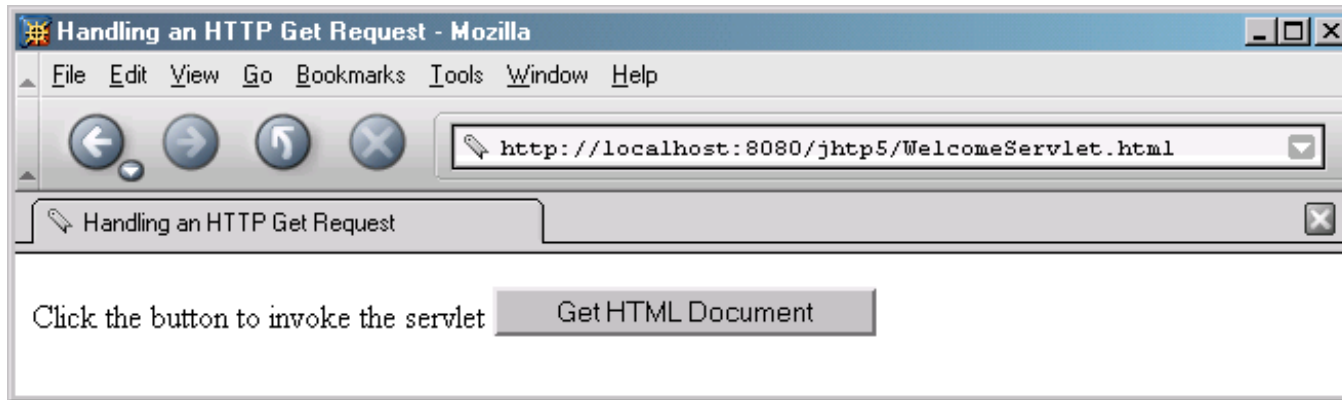 Handling an HTTP Get Request - Mozilla
File Edit View Go Bookmarks Tools Window Help
http://localhost:8080/jhtp5/WelcomeServlet.html
Handling an HTTP Get Request
Click the button to invoke the servlet Get HTML Document